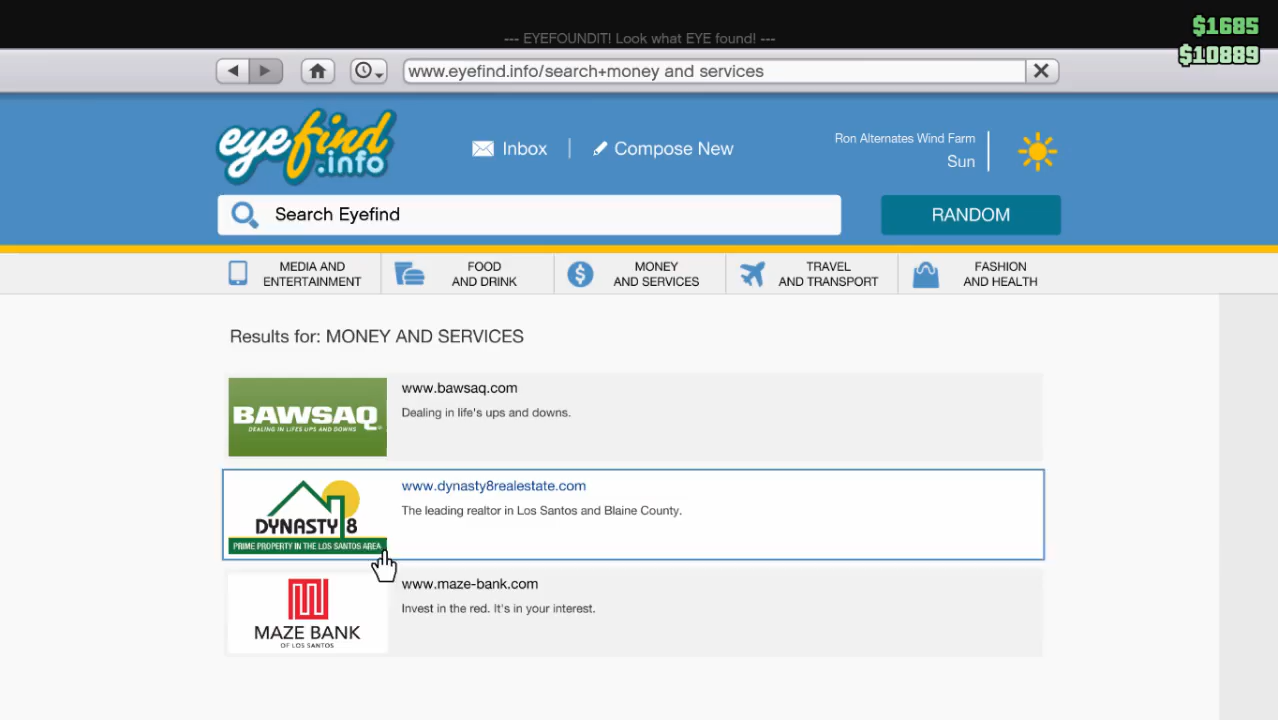 $1685
--- EYEFOUNDIT! Look what EYE found! ---
$10889
www.eyefind.info/search+money and services
eyefind
.info
Inbox
Compose New
Ron Alternates Wind Farm
Sun
Search Eyefind
RANDOM
MEDIA AND
ENTERTAINMENT
FOOD
AND DRINK
MONEY
AND SERVICES
TRAVEL
AND TRANSPORT
FASHION
AND HEALTH
Results for: MONEY AND SERVICES
BAWSAQ
DEALING IN LIFE'S UPS AND DOWNS
www.bawsaq.com
Dealing in life's ups and downs.
DYNASTY 8
PRIME PROPERTY IN THE LOS SANTOS AREA
www.dynasty8realestate.com
The leading realtor in Los Santos and Blaine County.
MAZE BANK
OF LOS SANTOS
www.maze-bank.com
Invest in the red. It's in your interest.